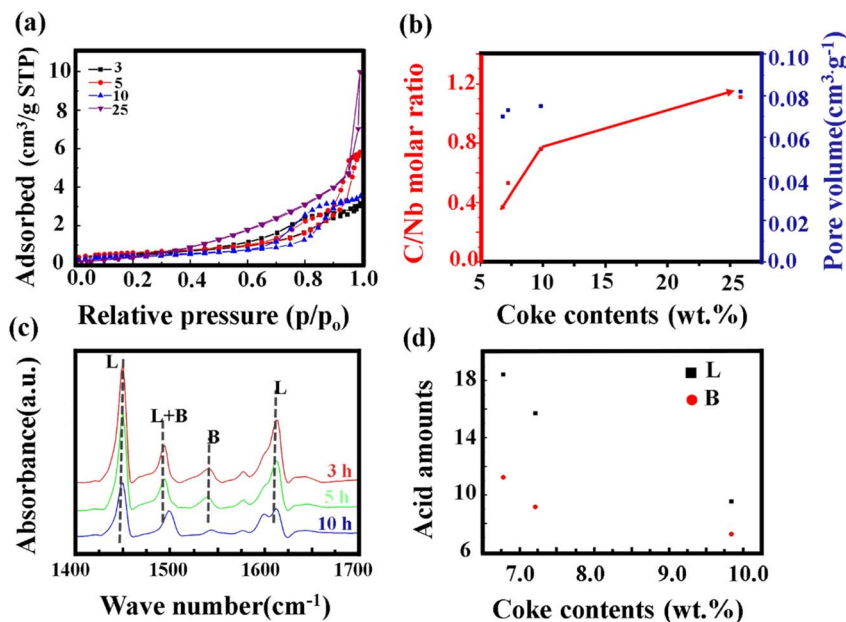 (a)
Adsorbed (cm³/g STP)
10
8
6
4
2
0
3
5
10
25
0.0 0.2 0.4 0.6 0.8 1.0
Relative pressure (p/pₒ)
(b)
C/Nb molar ratio
1.2
0.8
0.4
0.0
0.10
0.08
0.06
0.04
0.02
0.00
Pore volume(cm³·g⁻¹)
5 10 15 20 25
Coke contents (wt.%)
(c)
Absorbance(a.u.)
L
L+B
B
L
3 h
5 h
10 h
1400 1500 1600 1700
Wave number(cm⁻¹)
(d)
Acid amounts
18
14
10
6
L
B
7.0 8.0 9.0 10.0
Coke contents (wt.%)